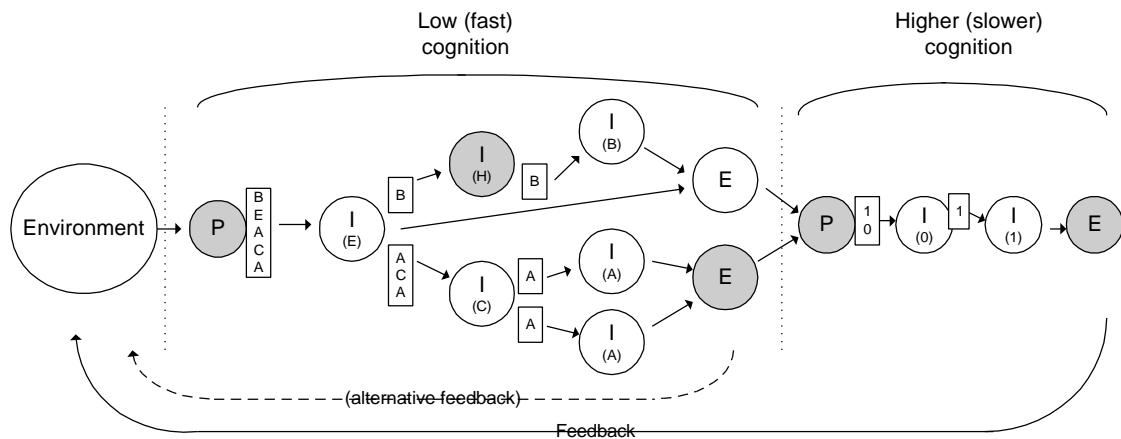 Low (fast)
cognition
Higher (slower)
cognition
Environment
P
B
E
A
C
A
I
(E)
B
I
(H)
B
I
(B)
E
A
C
A
I
(C)
A
I
(A)
A
I
(A)
E
P
1
0
I
(0)
1
I
(1)
E
(alternative feedback)
Feedback